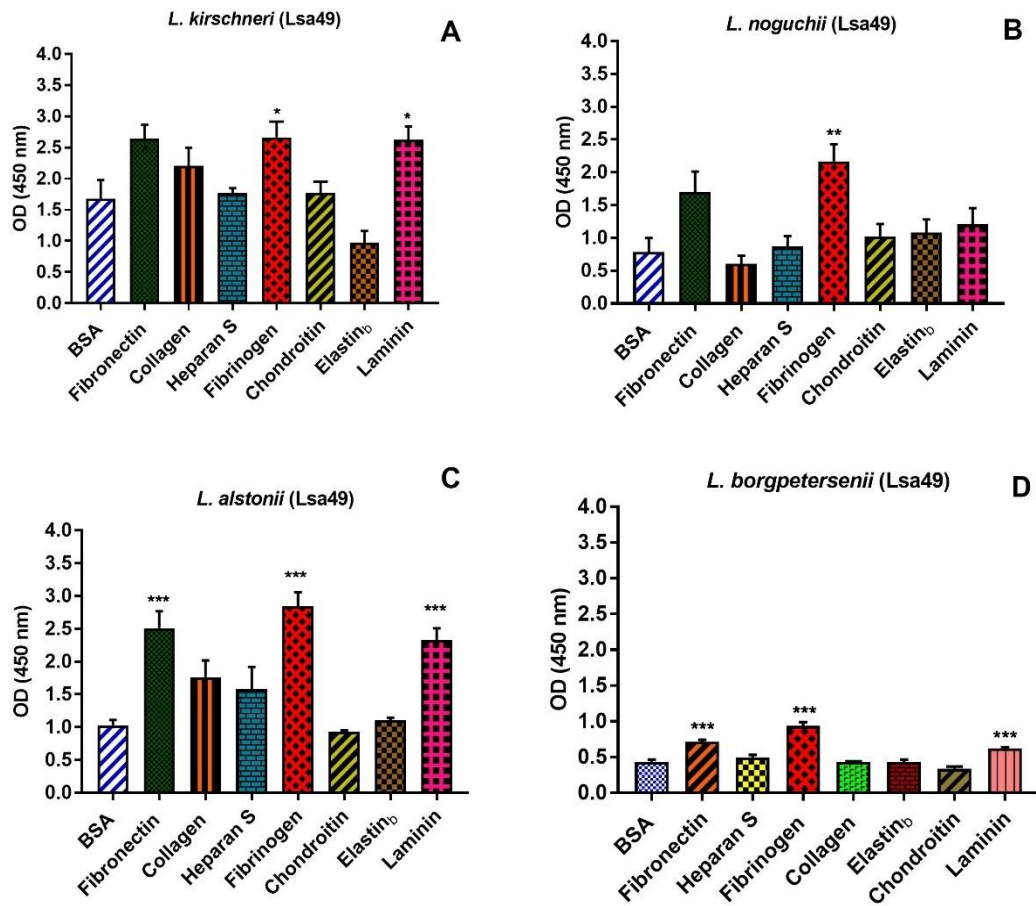 L. kirschneri (Lsa49)
A
OD (450 nm)
4.0
3.5
3.0
2.5
2.0
1.5
1.0
0.5
0.0
*
*
BSA
Fibronectin
Collagen
Heparan S
Fibrinogen
Chondroitin
Elastinb
Laminin
L. noguchii (Lsa49)
B
OD (450 nm)
4.0
3.5
3.0
2.5
2.0
1.5
1.0
0.5
0.0
**
BSA
Fibronectin
Collagen
Heparan S
Fibrinogen
Chondroitin
Elastinb
Laminin
L. alstonii (Lsa49)
C
OD (450 nm)
4.0
3.5
3.0
2.5
2.0
1.5
1.0
0.5
0.0
***
***
***
BSA
Fibronectin
Collagen
Heparan S
Fibrinogen
Chondroitin
Elastinb
Laminin
L. borgpetersenii (Lsa49)
D
OD (450 nm)
4.0
3.5
3.0
2.5
2.0
1.5
1.0
0.5
0.0
***
***
***
BSA
Fibronectin
Heparan S
Fibrinogen
Collagen
Elastinb
Chondroitin
Laminin